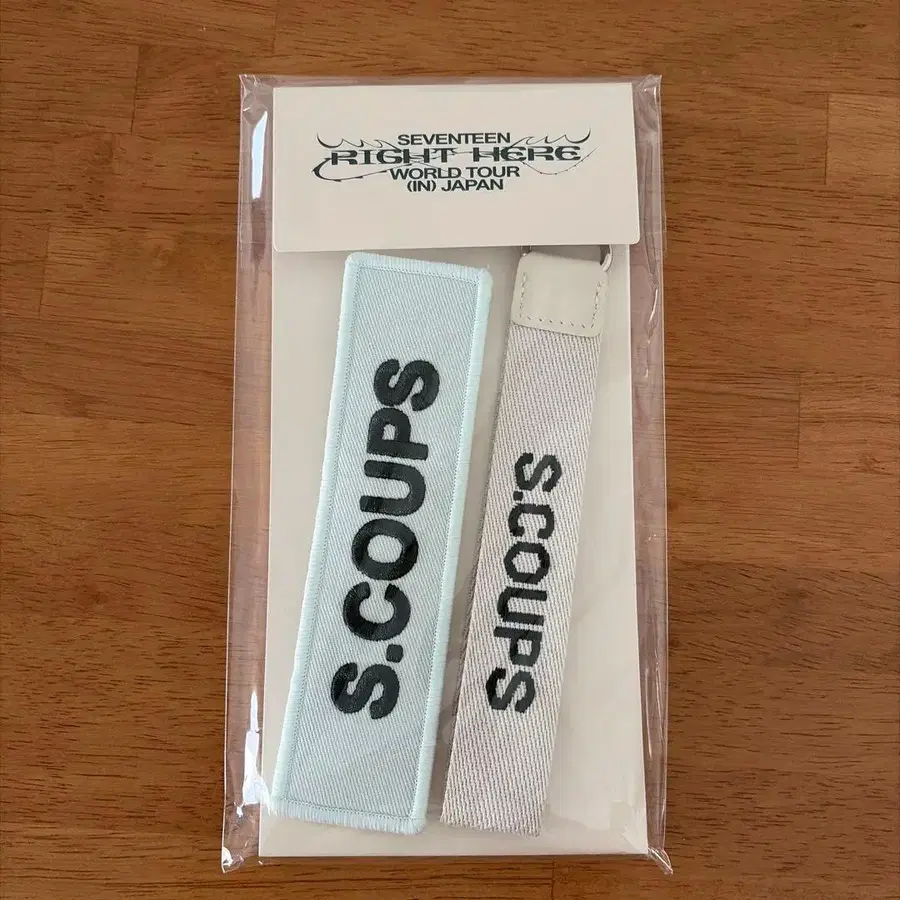 SEVENTEEN
RIGHT HERE
WORLD TOUR
(IN) JAPAN
S.COUPS
S.COUPS